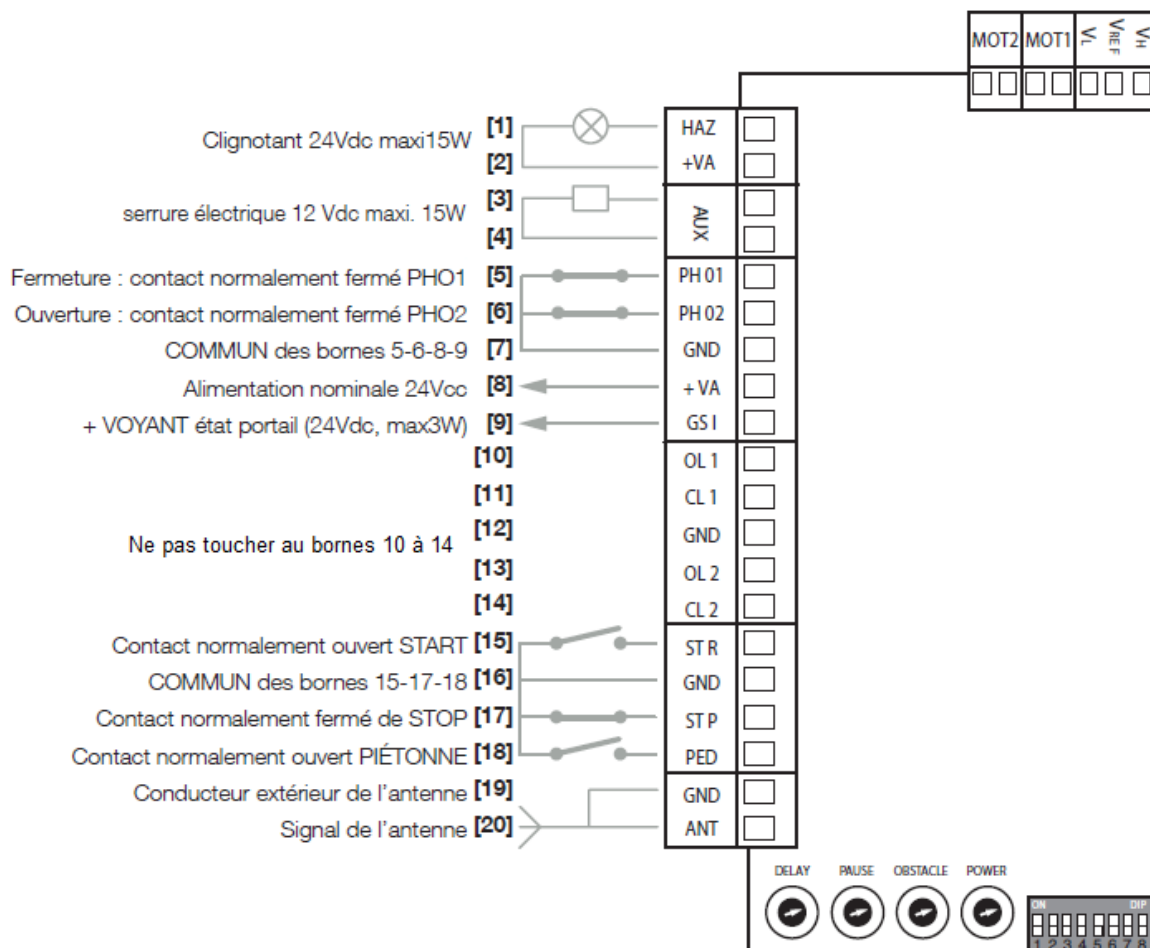 MOT2 MOT1 VL VREF VH
Clignotant 24Vdc maxi15W [1] HAZ
[2] +VA
serrure électrique 12 Vdc maxi. 15W [3] AUX
[4]
Fermeture : contact normalement fermé PHO1 [5] PH 01
Ouverture : contact normalement fermé PHO2 [6] PH 02
COMMUN des bornes 5-6-8-9 [7] GND
Alimentation nominale 24Vcc [8] + VA
+ VOYANT état portail (24Vdc, max3W) [9] GS I
[10] OL 1
[11] CL 1
[12] GND
Ne pas toucher au bornes 10 à 14
[13] OL 2
[14] CL 2
Contact normalement ouvert START [15] ST R
COMMUN des bornes 15-17-18 [16] GND
Contact normalement fermé de STOP [17] ST P
Contact normalement ouvert PIÉTONNE [18] PED
Conducteur extérieur de l'antenne [19] GND
Signal de l'antenne [20] ANT
DELAY PAUSE OBSTACLE POWER
ON DIP
1 2 3 4 5 6 7 8